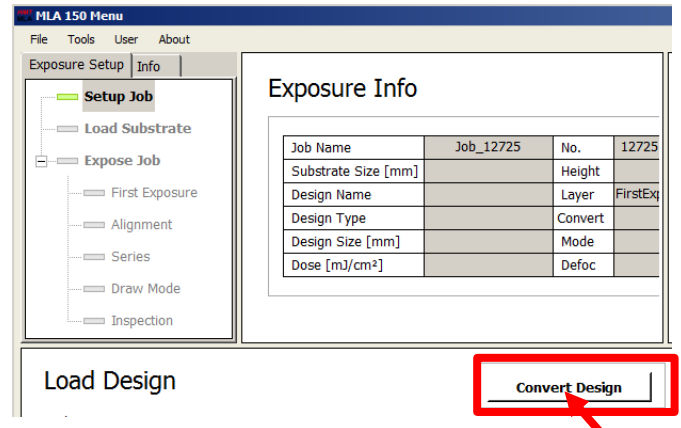 MLA 150 Menu
File Tools User About
Exposure Setup Info
Setup Job
Load Substrate
Expose Job
First Exposure
Alignment
Series
Draw Mode
Inspection
Exposure Info
Job Name Job_12725 No. 12725
Substrate Size [mm] Height
Design Name Layer FirstExp
Design Type Convert
Design Size [mm] Mode
Dose [mJ/cm²] Defoc
Load Design
Convert Design